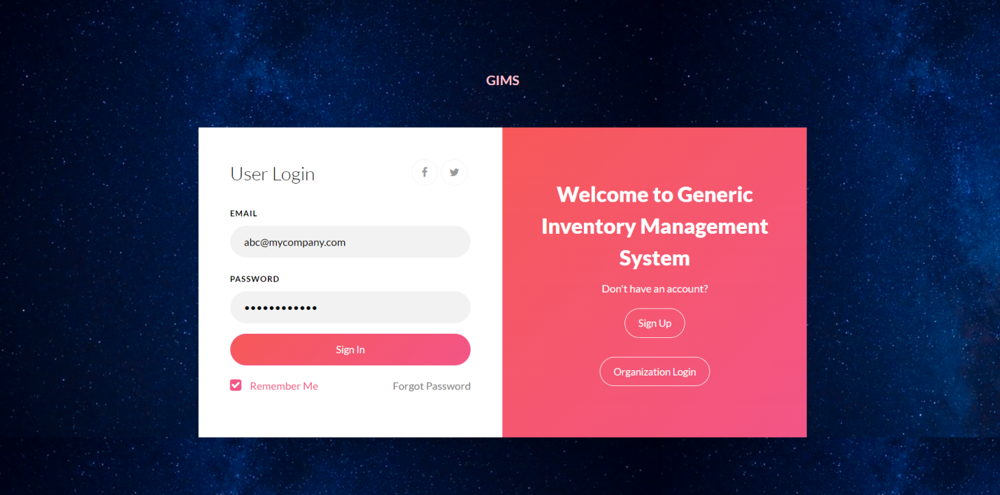 GIMS
User Login
EMAIL
abc@mycompany.com
PASSWORD
••••••••••••
Sign In
Remember Me
Forgot Password
Welcome to Generic
Inventory Management
System
Don't have an account?
Sign Up
Organization Login